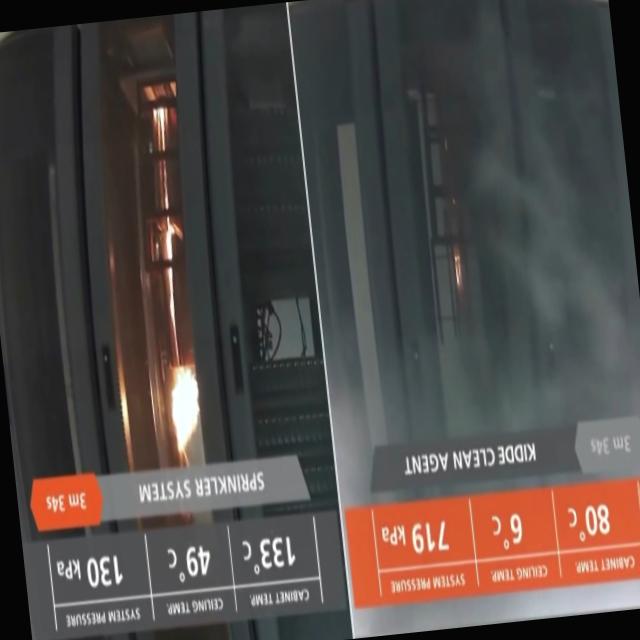 CABINET TEMP. CEILING TEMP. SYSTEM PRESSURE
80°C 6°C 719 kPa
3m 34s KIDDE CLEAN AGENT
CABINET TEMP. CEILING TEMP. SYSTEM PRESSURE
133°C 49°C 130 kPa
SPRINKLER SYSTEM 3m 34s